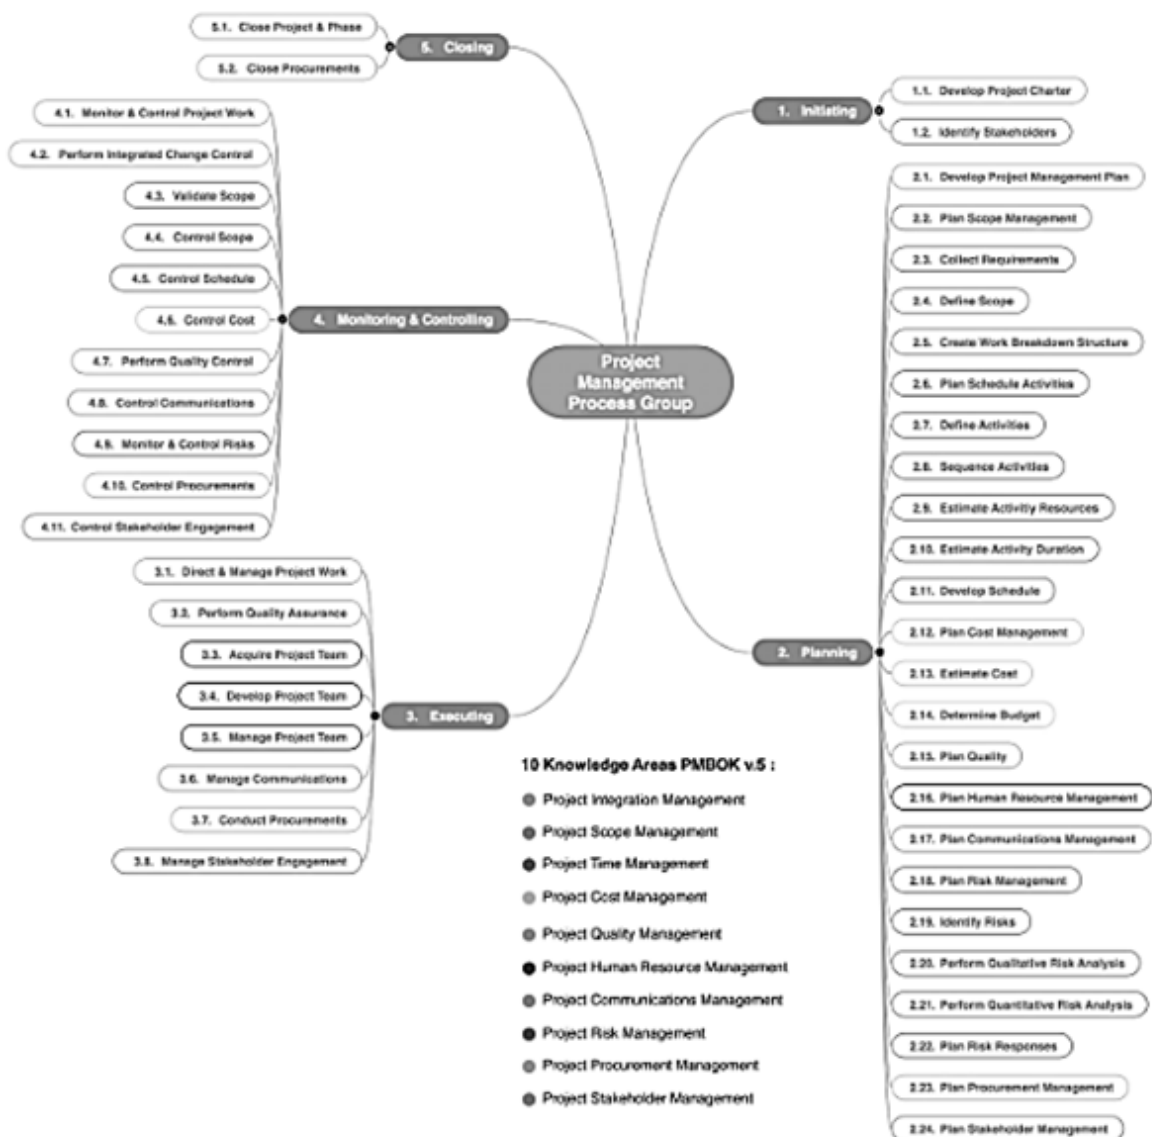 5.1. Close Project & Phase
5.2. Close Procurements
5. Closing
4.1. Monitor & Control Project Work
4.2. Perform Integrated Change Control
4.3. Validate Scope
4.4. Control Scope
4.5. Control Schedule
4.6. Control Cost
4.7. Perform Quality Control
4.8. Control Communications
4.9. Monitor & Control Risks
4.10. Control Procurements
4.11. Control Stakeholder Engagement
4. Monitoring & Controlling
3.1. Direct & Manage Project Work
3.2. Perform Quality Assurance
3.3. Acquire Project Team
3.4. Develop Project Team
3.5. Manage Project Team
3.6. Manage Communications
3.7. Conduct Procurements
3.8. Manage Stakeholder Engagement
3. Executing
Project
Management
Process Group
1. Initiating
1.1. Develop Project Charter
1.2. Identify Stakeholders
2. Planning
2.1. Develop Project Management Plan
2.2. Plan Scope Management
2.3. Collect Requirements
2.4. Define Scope
2.5. Create Work Breakdown Structure
2.6. Plan Schedule Activities
2.7. Define Activities
2.8. Sequence Activities
2.9. Estimate Activitiy Resources
2.10. Estimate Activity Duration
2.11. Develop Schedule
2.12. Plan Cost Management
2.13. Estimate Cost
2.14. Determine Budget
2.15. Plan Quality
2.16. Plan Human Resource Management
2.17. Plan Communications Management
2.18. Plan Risk Management
2.19. Identify Risks
2.20. Perform Qualitative Risk Analysis
2.21. Perform Quantitative Risk Analysis
2.22. Plan Risk Responses
2.23. Plan Procurement Management
2.24. Plan Stakeholder Management
10 Knowledge Areas PMBOK v.5 :
Project Integration Management
Project Scope Management
Project Time Management
Project Cost Management
Project Quality Management
Project Human Resource Management
Project Communications Management
Project Risk Management
Project Procurement Management
Project Stakeholder Management